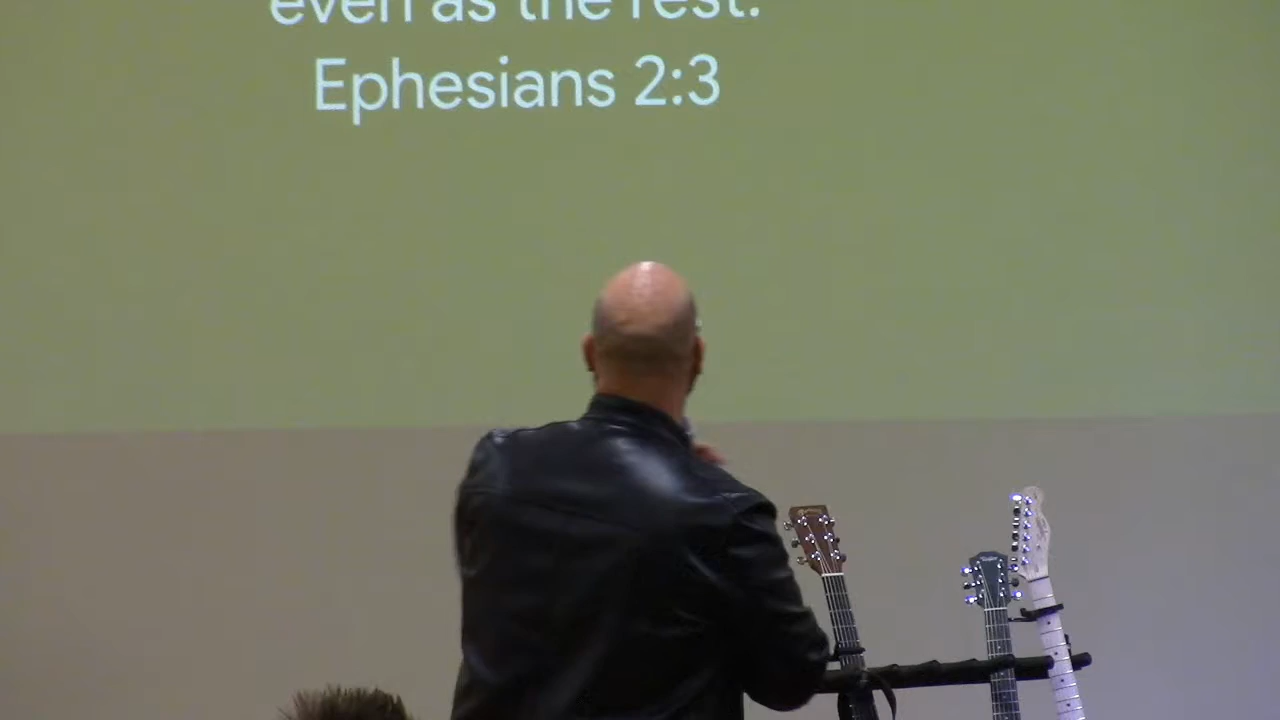 even as the rest.
Ephesians 2:3